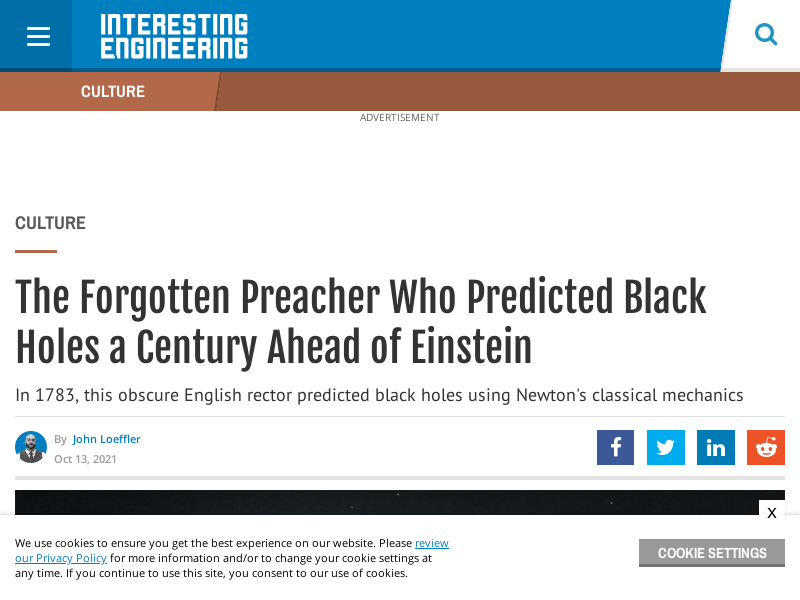 INTERESTING
ENGINEERING
CULTURE
ADVERTISEMENT
CULTURE
The Forgotten Preacher Who Predicted Black
Holes a Century Ahead of Einstein
In 1783, this obscure English rector predicted black holes using Newton's classical mechanics
By John Loeffler
Oct 13, 2021
X
We use cookies to ensure you get the best experience on our website. Please review
our Privacy Policy for more information and/or to change your cookie settings at
any time. If you continue to use this site, you consent to our use of cookies.
COOKIE SETTINGS